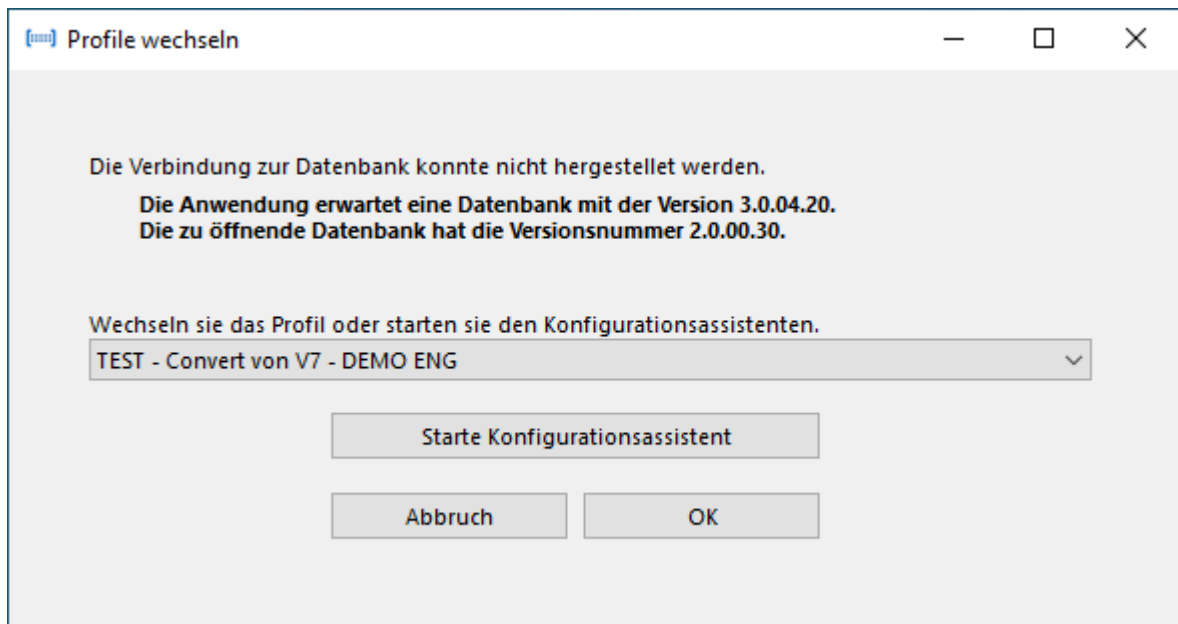 Profile wechseln
Die Verbindung zur Datenbank konnte nicht hergestellet werden.
Die Anwendung erwartet eine Datenbank mit der Version 3.0.04.20.
Die zu öffnende Datenbank hat die Versionsnummer 2.0.00.30.
Wechseln sie das Profil oder starten sie den Konfigurationsassistenten.
TEST - Convert von V7 - DEMO ENG
Starte Konfigurationsassistent
Abbruch
OK